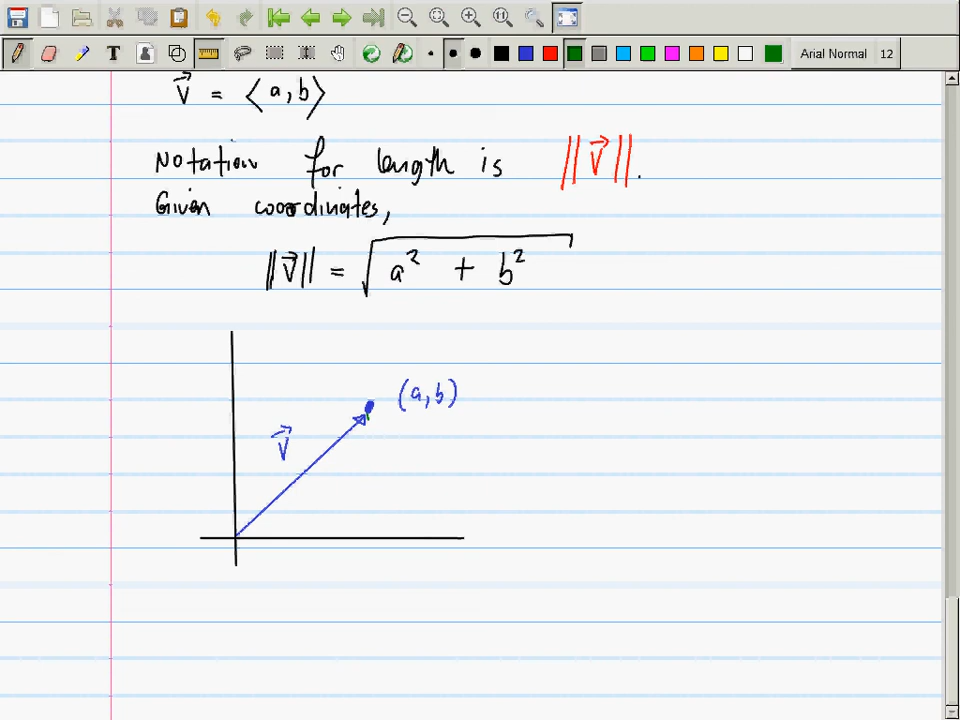 T
Arial Normal 12
v⃗ = ⟨a, b⟩
Notation for length is ||v⃗||.
Given coordinates,
||v⃗|| = √(a² + b²)
(a, b)
v⃗